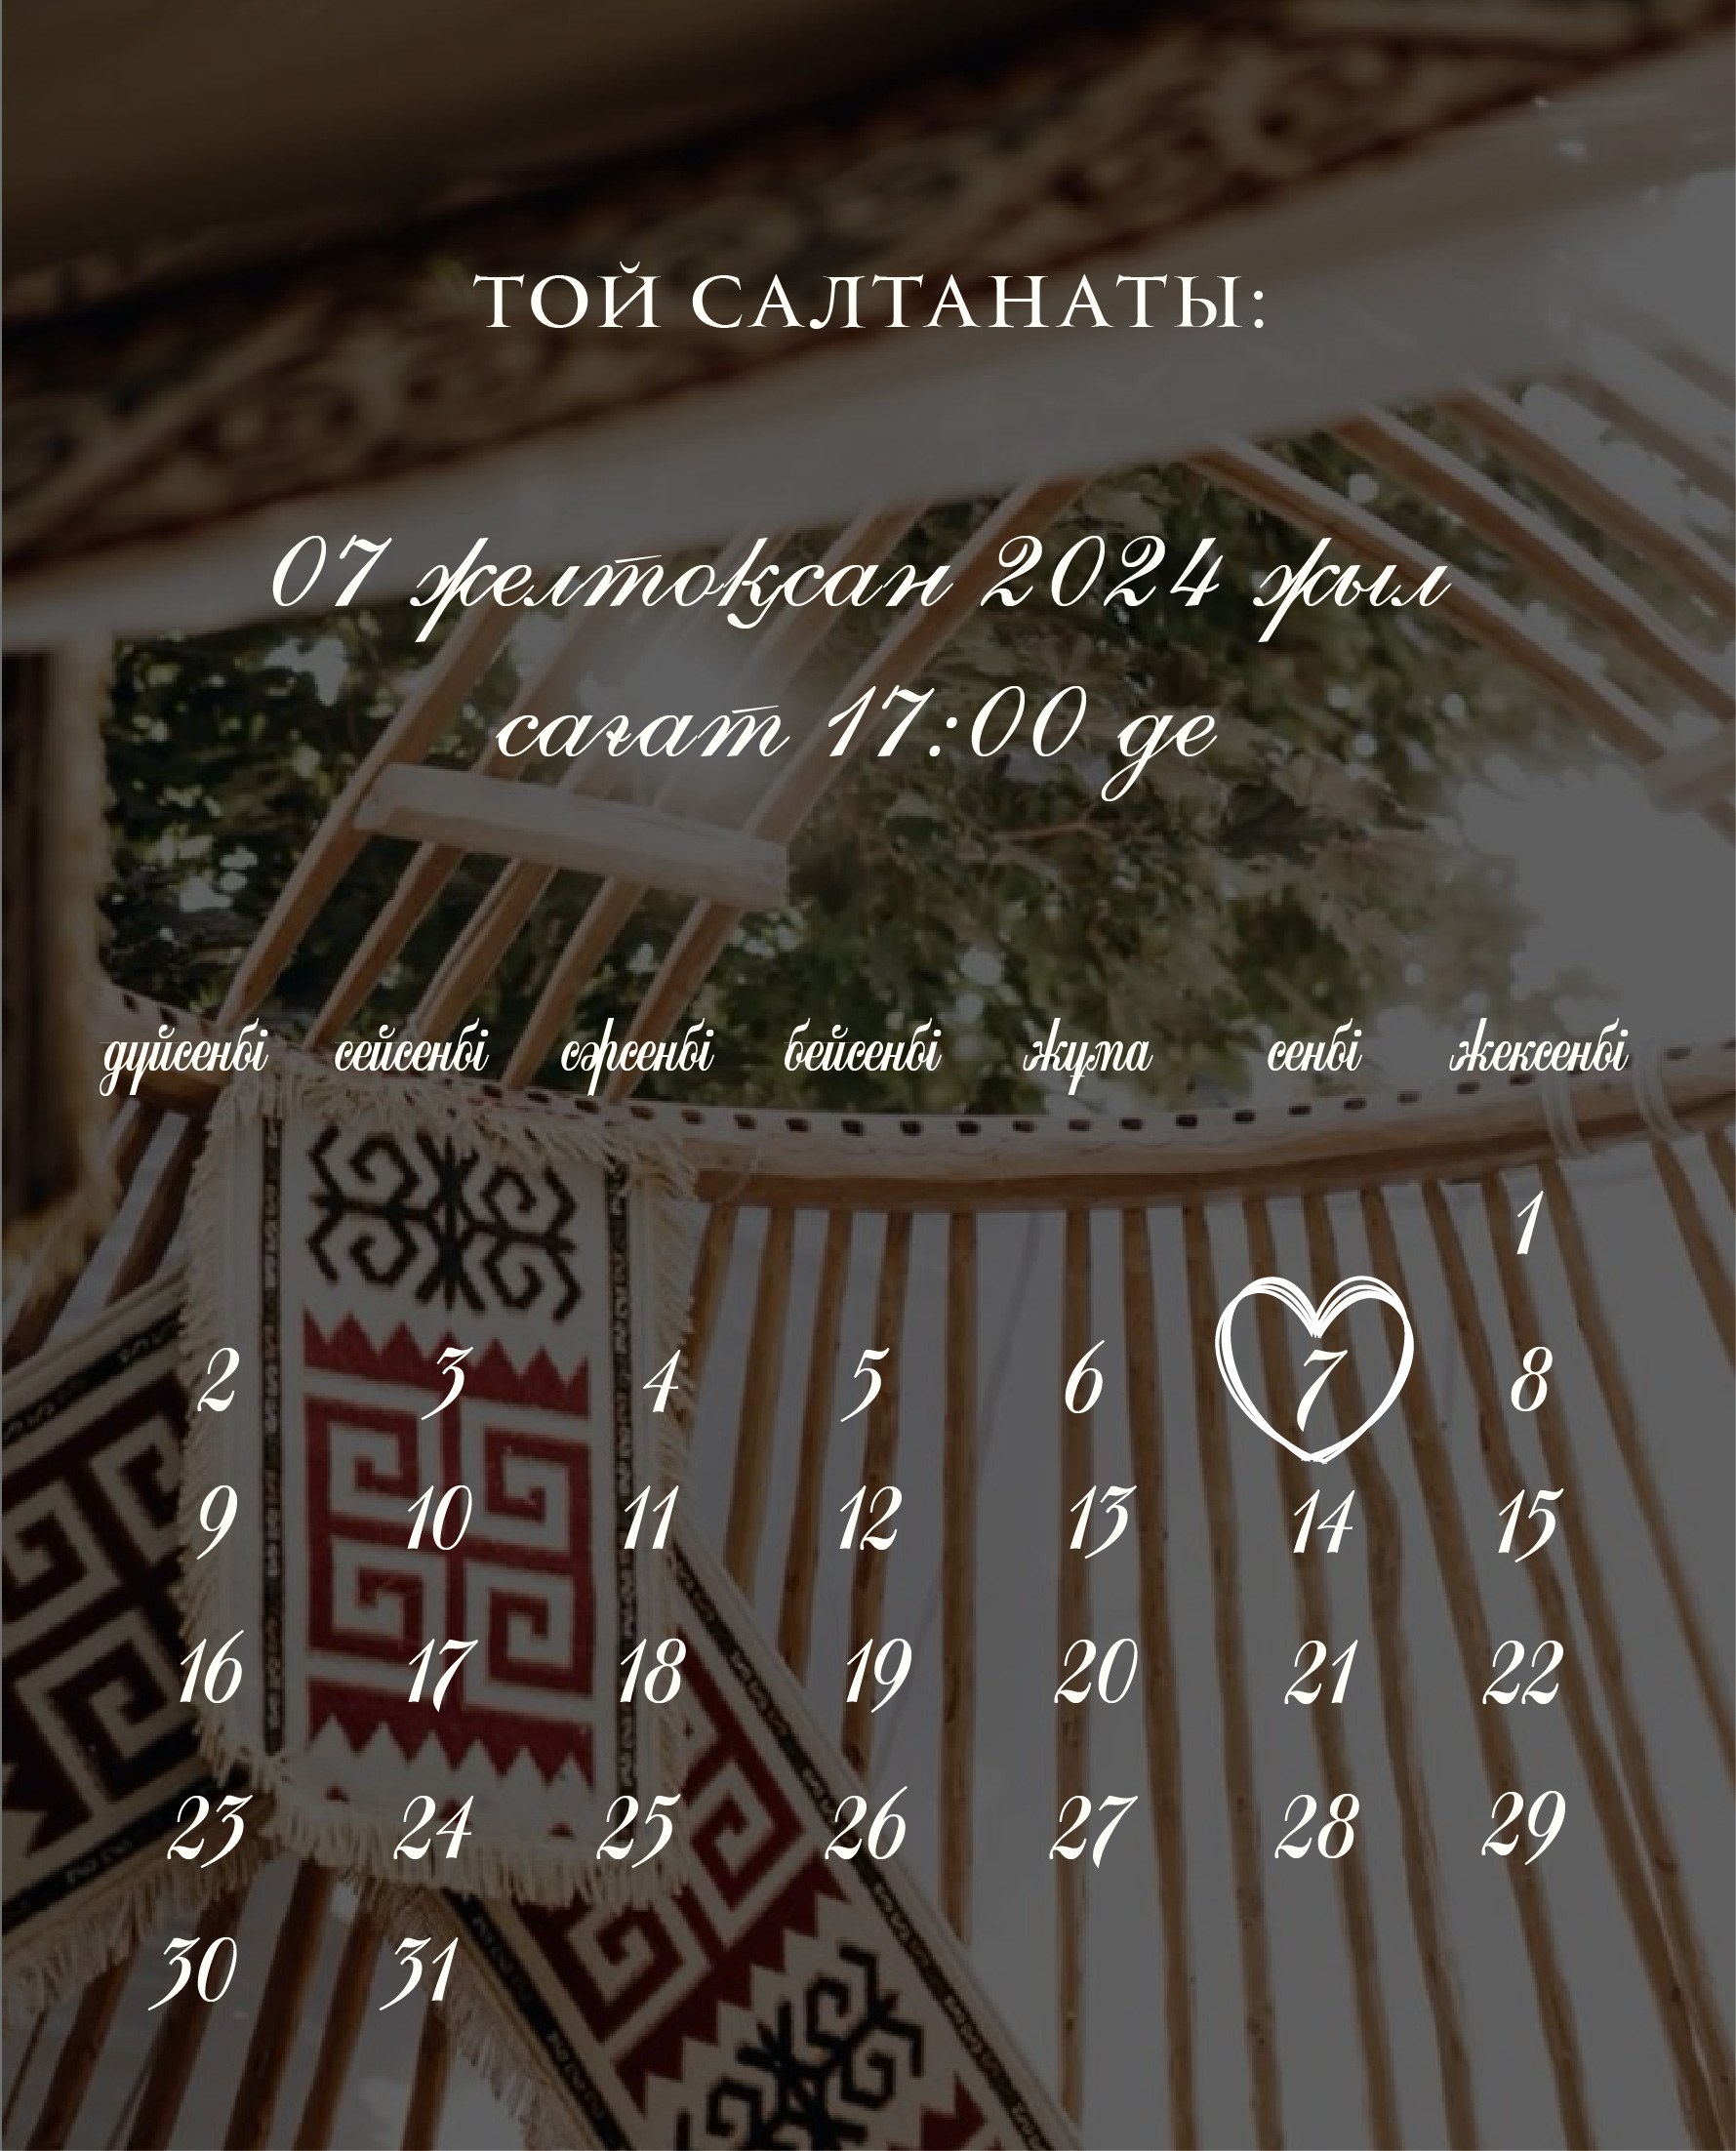 ТОЙ САЛТАНАТЫ:
07 желтоқсан 2024 жыл
сағат 17:00 де
дүйсенбі сейсенбі сәрсенбі бейсенбі жұма сенбі жексенбі
1
2 3 4 5 6 7 8
9 10 11 12 13 14 15
16 17 18 19 20 21 22
23 24 25 26 27 28 29
30 31